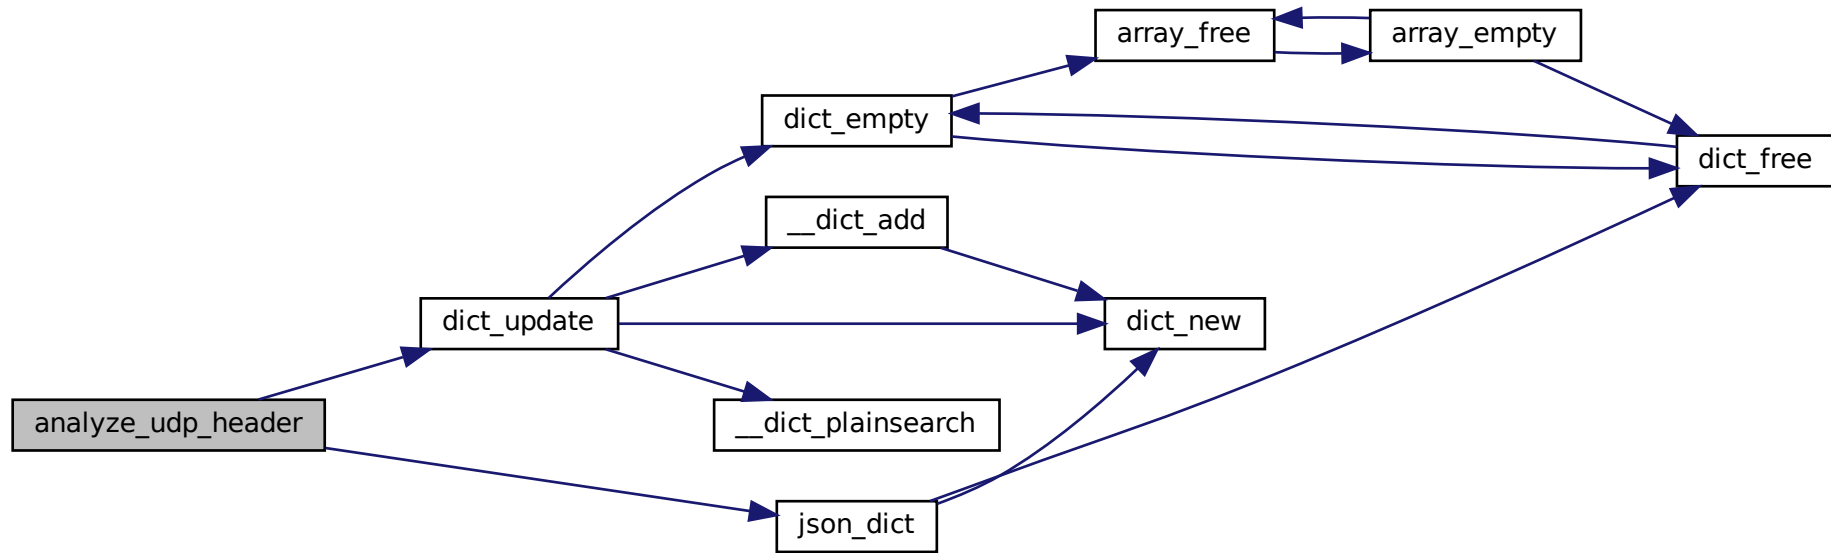 array_free
array_empty
dict_empty
dict_free
__dict_add
dict_update
dict_new
analyze_udp_header
__dict_plainsearch
json_dict